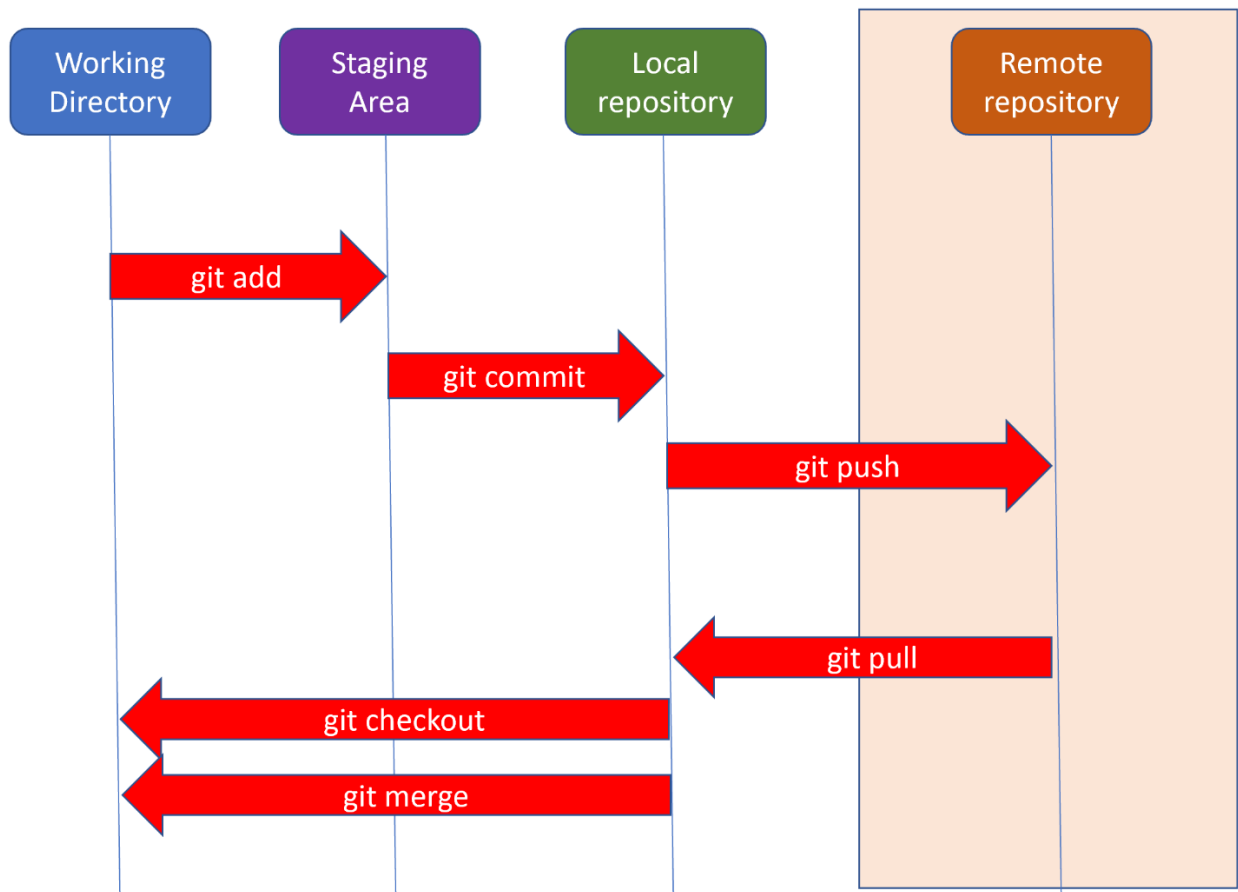 Working
Directory
Staging
Area
Local
repository
Remote
repository
git add
git commit
git push
git pull
git checkout
git merge